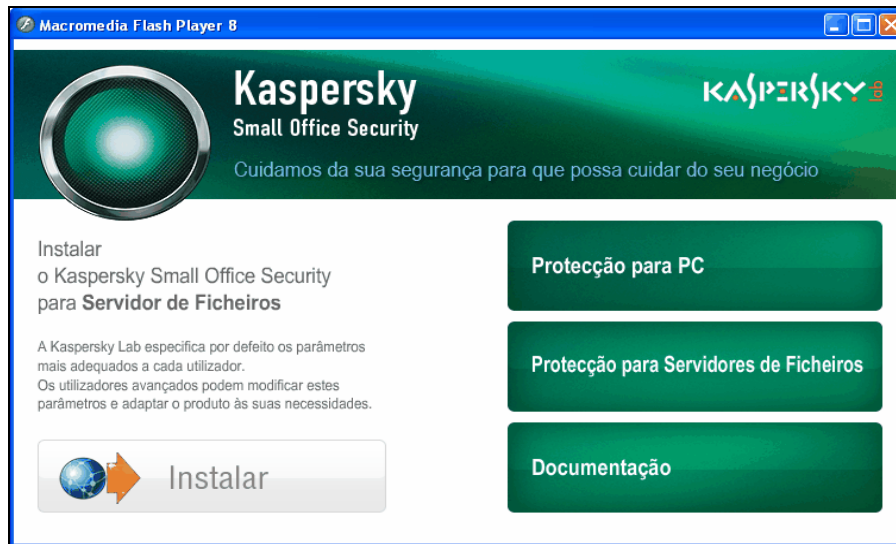 Macromedia Flash Player 8
Kaspersky
Small Office Security
KASPERSKY lab
Cuidamos da sua segurança para que possa cuidar do seu negócio
Instalar
o Kaspersky Small Office Security
para Servidor de Ficheiros
A Kaspersky Lab especifica por defeito os parâmetros
mais adequados a cada utilizador.
Os utilizadores avançados podem modificar estes
parâmetros e adaptar o produto às suas necessidades.
Instalar
Protecção para PC
Protecção para Servidores de Ficheiros
Documentação